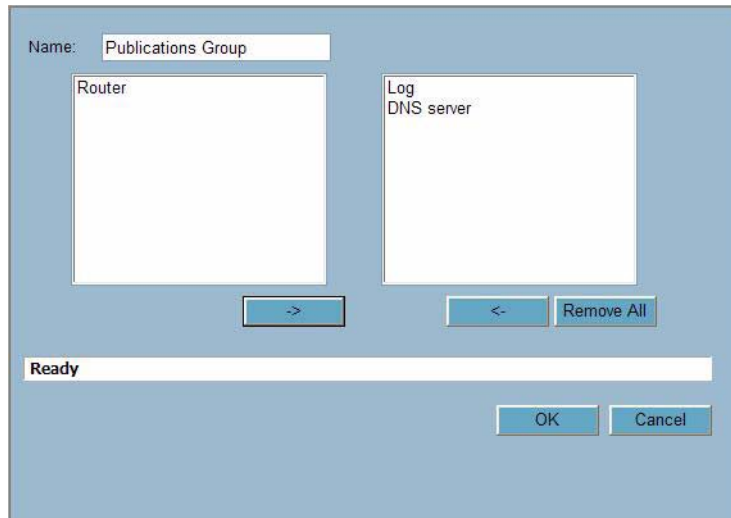 Name: Publications Group
Router
Log
DNS server
->
<- Remove All
Ready
OK Cancel